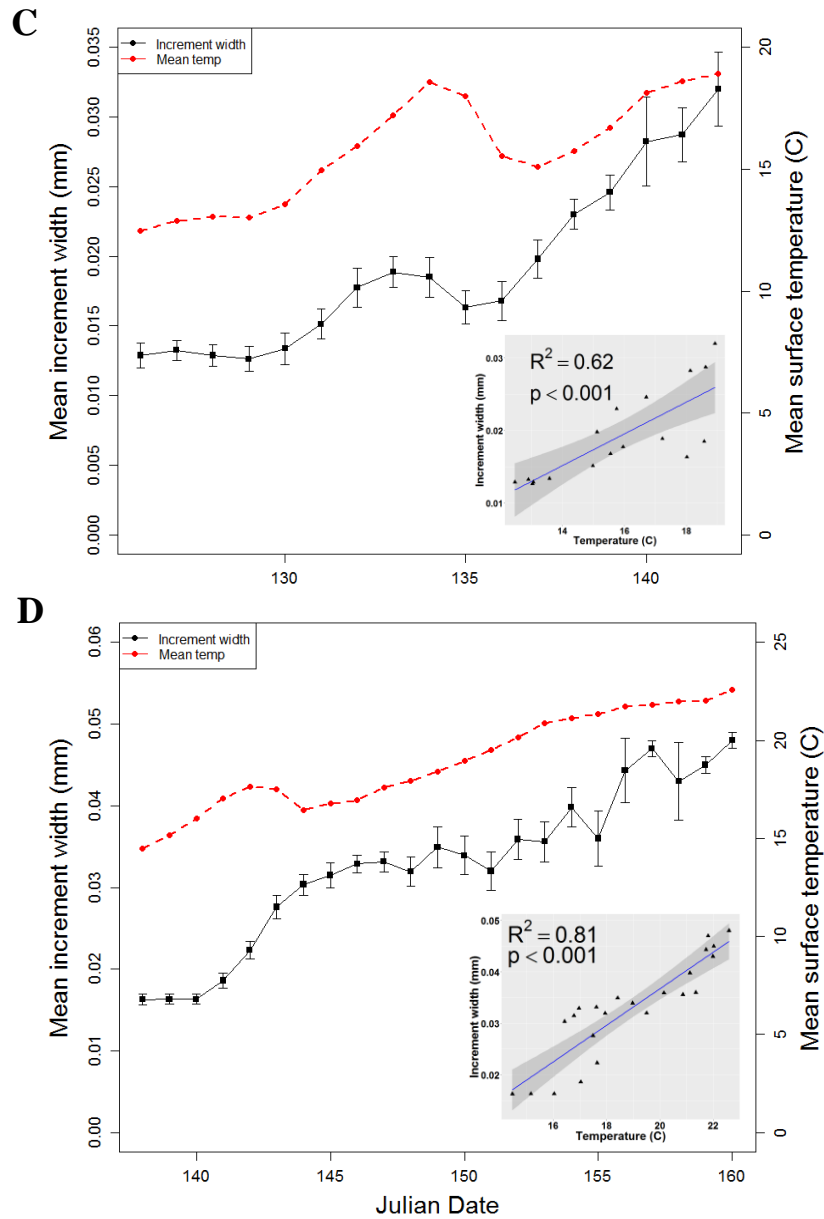 C
Increment width
Mean temp
0.035
0.030
0.025
0.020
0.015
0.010
0.005
0.000
Mean increment width (mm)
20
15
10
5
0
Mean surface temperature (C)
R² = 0.62
p < 0.001
0.03
0.02
0.01
Increment width (mm)
14 16 18
Temperature (C)
130 135 140
D
Increment width
Mean temp
0.06
0.05
0.04
0.03
0.02
0.01
0.00
Mean increment width (mm)
25
20
15
10
5
0
Mean surface temperature (C)
R² = 0.81
p < 0.001
0.05
0.04
0.03
0.02
Increment width (mm)
16 18 20 22
Temperature (C)
140 145 150 155 160
Julian Date